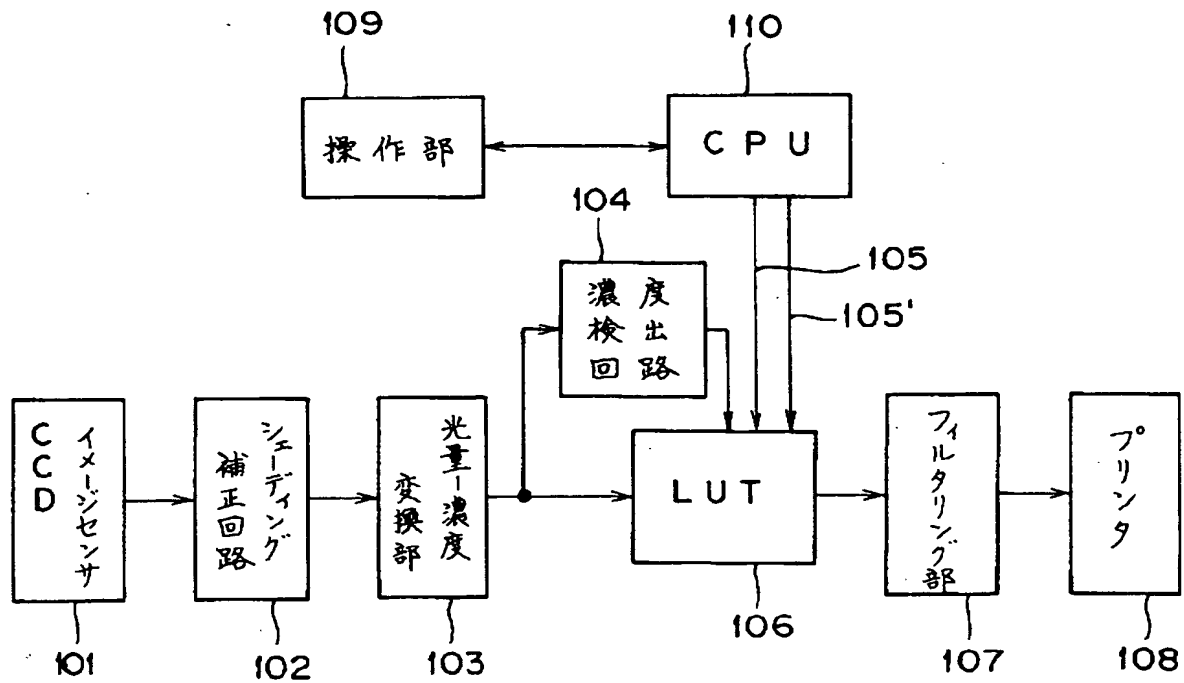 109
110
操作部
CPU
104
105
105'
濃度
検出
回路
CCD
イメージセンサ
シェーディング
補正回路
光量-濃度
変換部
LUT
フィルタリング部
プリンタ
101
102
103
106
107
108